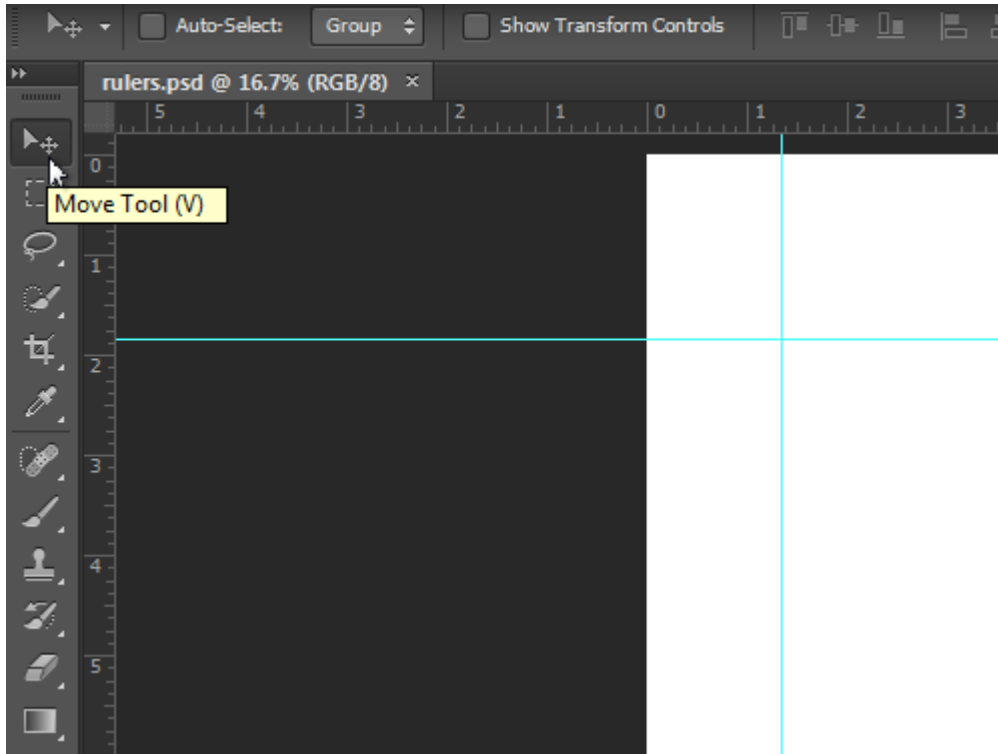 Auto-Select: Group Show Transform Controls
rulers.psd @ 16.7% (RGB/8) ×
5 4 3 2 1 0 1 2 3
0
Move Tool (V)
1
2
3
4
5